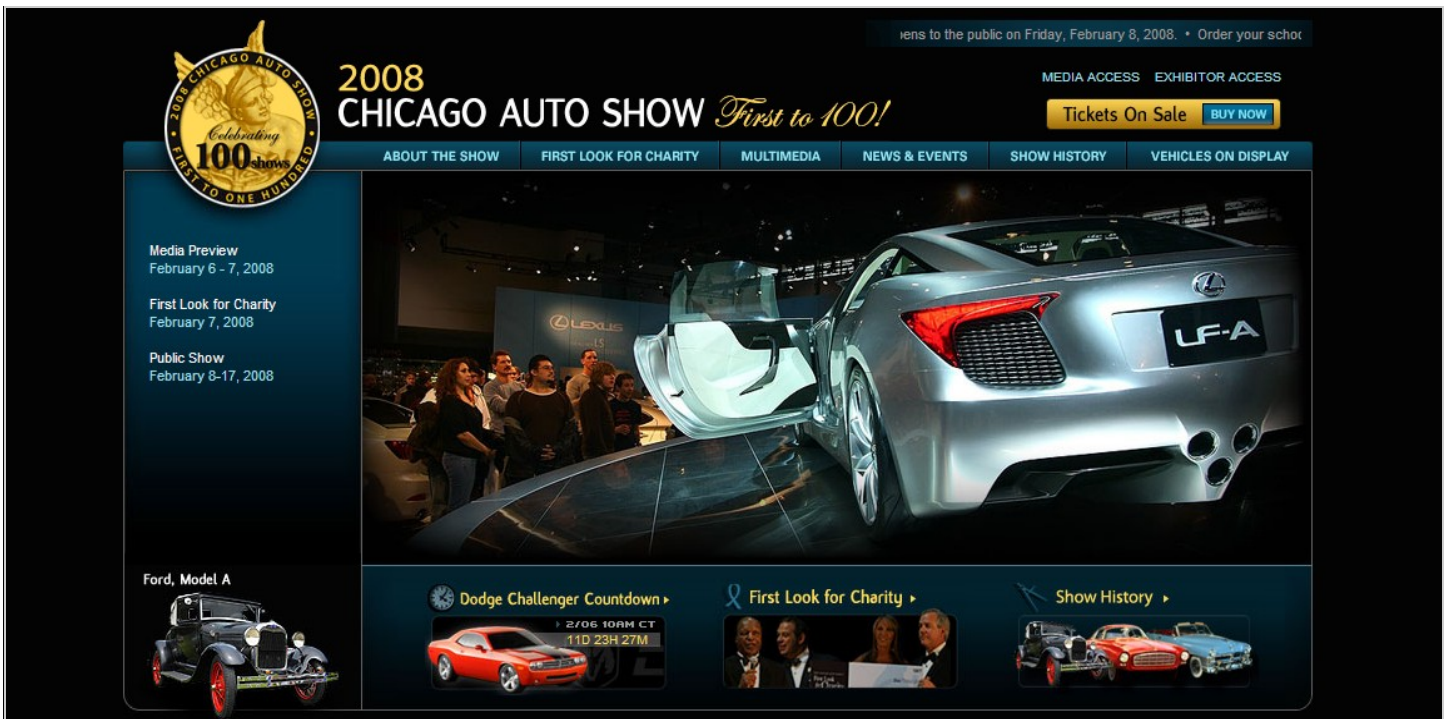 ens to the public on Friday, February 8, 2008. • Order your schoo
MEDIA ACCESS EXHIBITOR ACCESS
2008
CHICAGO AUTO SHOW First to 100!
Tickets On Sale BUY NOW
• 2008 CHICAGO AUTO SHOW •
FIRST TO ONE HUNDRED
Celebrating
100 shows
ABOUT THE SHOW FIRST LOOK FOR CHARITY MULTIMEDIA NEWS & EVENTS SHOW HISTORY VEHICLES ON DISPLAY
Media Preview
February 6 - 7, 2008
First Look for Charity
February 7, 2008
Public Show
February 8-17, 2008
LEXUS
LS
LF-A
Ford, Model A
Dodge Challenger Countdown
2/06 10AM CT
11D 23H 27M
First Look for Charity
Show History